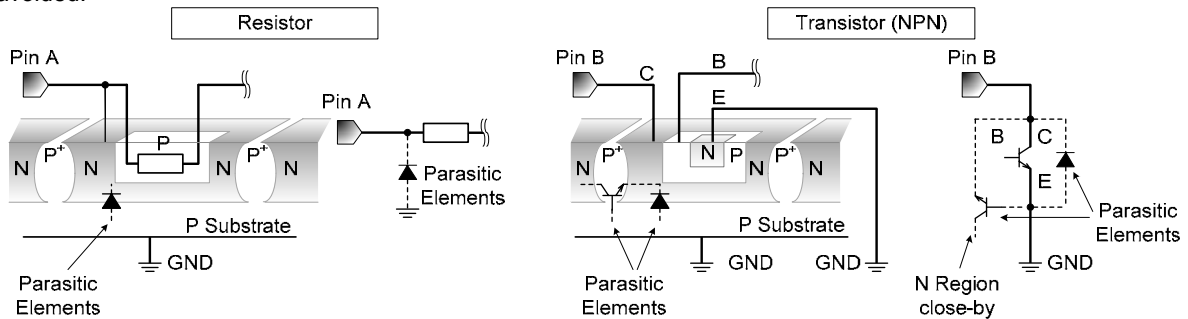 Resistor
Transistor (NPN)
Pin A
Pin A
N
P+
N
P
P+
N
N
Parasitic
Elements
P Substrate
GND
Parasitic
Elements
Pin B
C
B
E
N
P+
N
N
P
P+
N
P Substrate
GND
GND
Parasitic
Elements
Pin B
B
C
E
Parasitic
Elements
GND
N Region
close-by